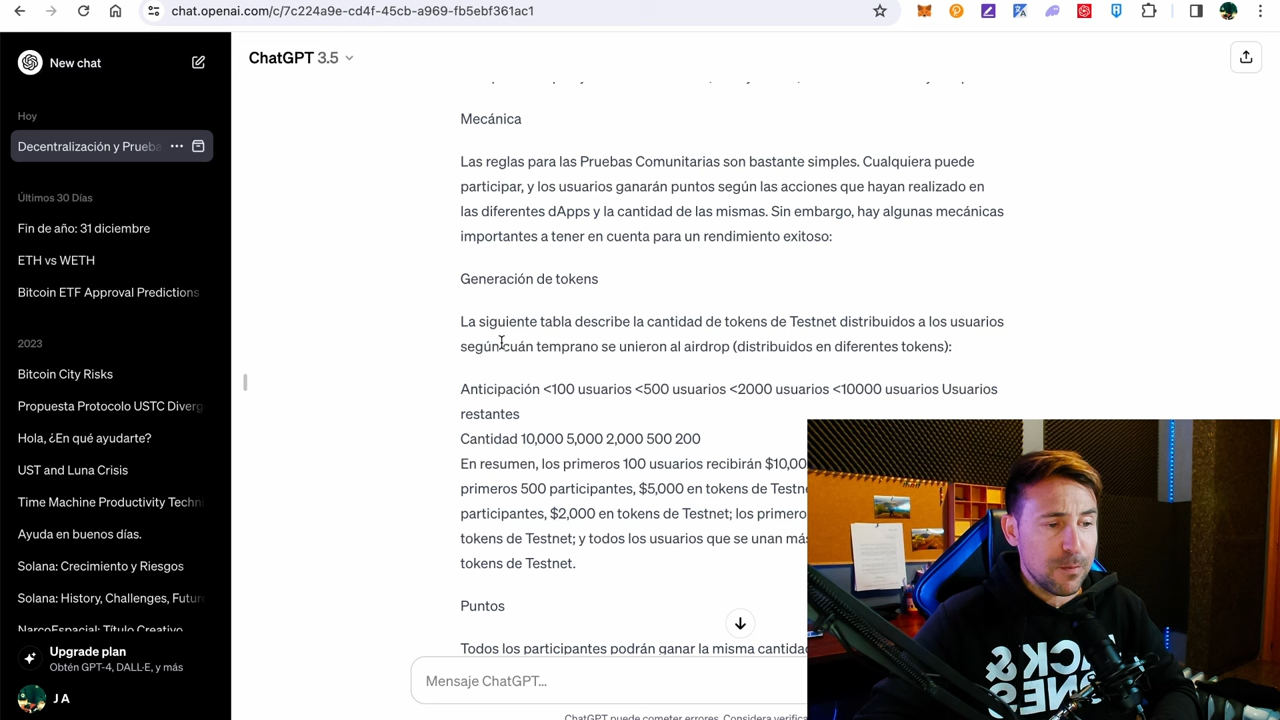 chat.openai.com/c/7c224a9e-cd4f-45cb-a969-fb5ebf361ac1
New chat
Hoy
Decentralización y Prueba
Últimos 30 Días
Fin de año: 31 diciembre
ETH vs WETH
Bitcoin ETF Approval Predictions
2023
Bitcoin City Risks
Propuesta Protocolo USTC Diverg
Hola, ¿En qué ayudarte?
UST and Luna Crisis
Time Machine Productivity Techni
Ayuda en buenos días.
Solana: Crecimiento y Riesgos
Solana: History, Challenges, Future
NarcoEspacial: Título Creativo
Upgrade plan
Obtén GPT-4, DALL·E, y más
J A
ChatGPT 3.5
Mecánica
Las reglas para las Pruebas Comunitarias son bastante simples. Cualquiera puede
participar, y los usuarios ganarán puntos según las acciones que hayan realizado en
las diferentes dApps y la cantidad de las mismas. Sin embargo, hay algunas mecánicas
importantes a tener en cuenta para un rendimiento exitoso:
Generación de tokens
La siguiente tabla describe la cantidad de tokens de Testnet distribuidos a los usuarios
según cuán temprano se unieron al airdrop (distribuidos en diferentes tokens):
Anticipación <100 usuarios <500 usuarios <2000 usuarios <10000 usuarios Usuarios
restantes
Cantidad 10,000 5,000 2,000 500 200
En resumen, los primeros 100 usuarios recibirán $10,00
primeros 500 participantes, $5,000 en tokens de Testne
participantes, $2,000 en tokens de Testnet; los primero
tokens de Testnet; y todos los usuarios que se unan má
tokens de Testnet.
Puntos
Todos los participantes podrán ganar la misma cantida
Mensaje ChatGPT...
ChatGPT puede cometer errores. Considera verifica